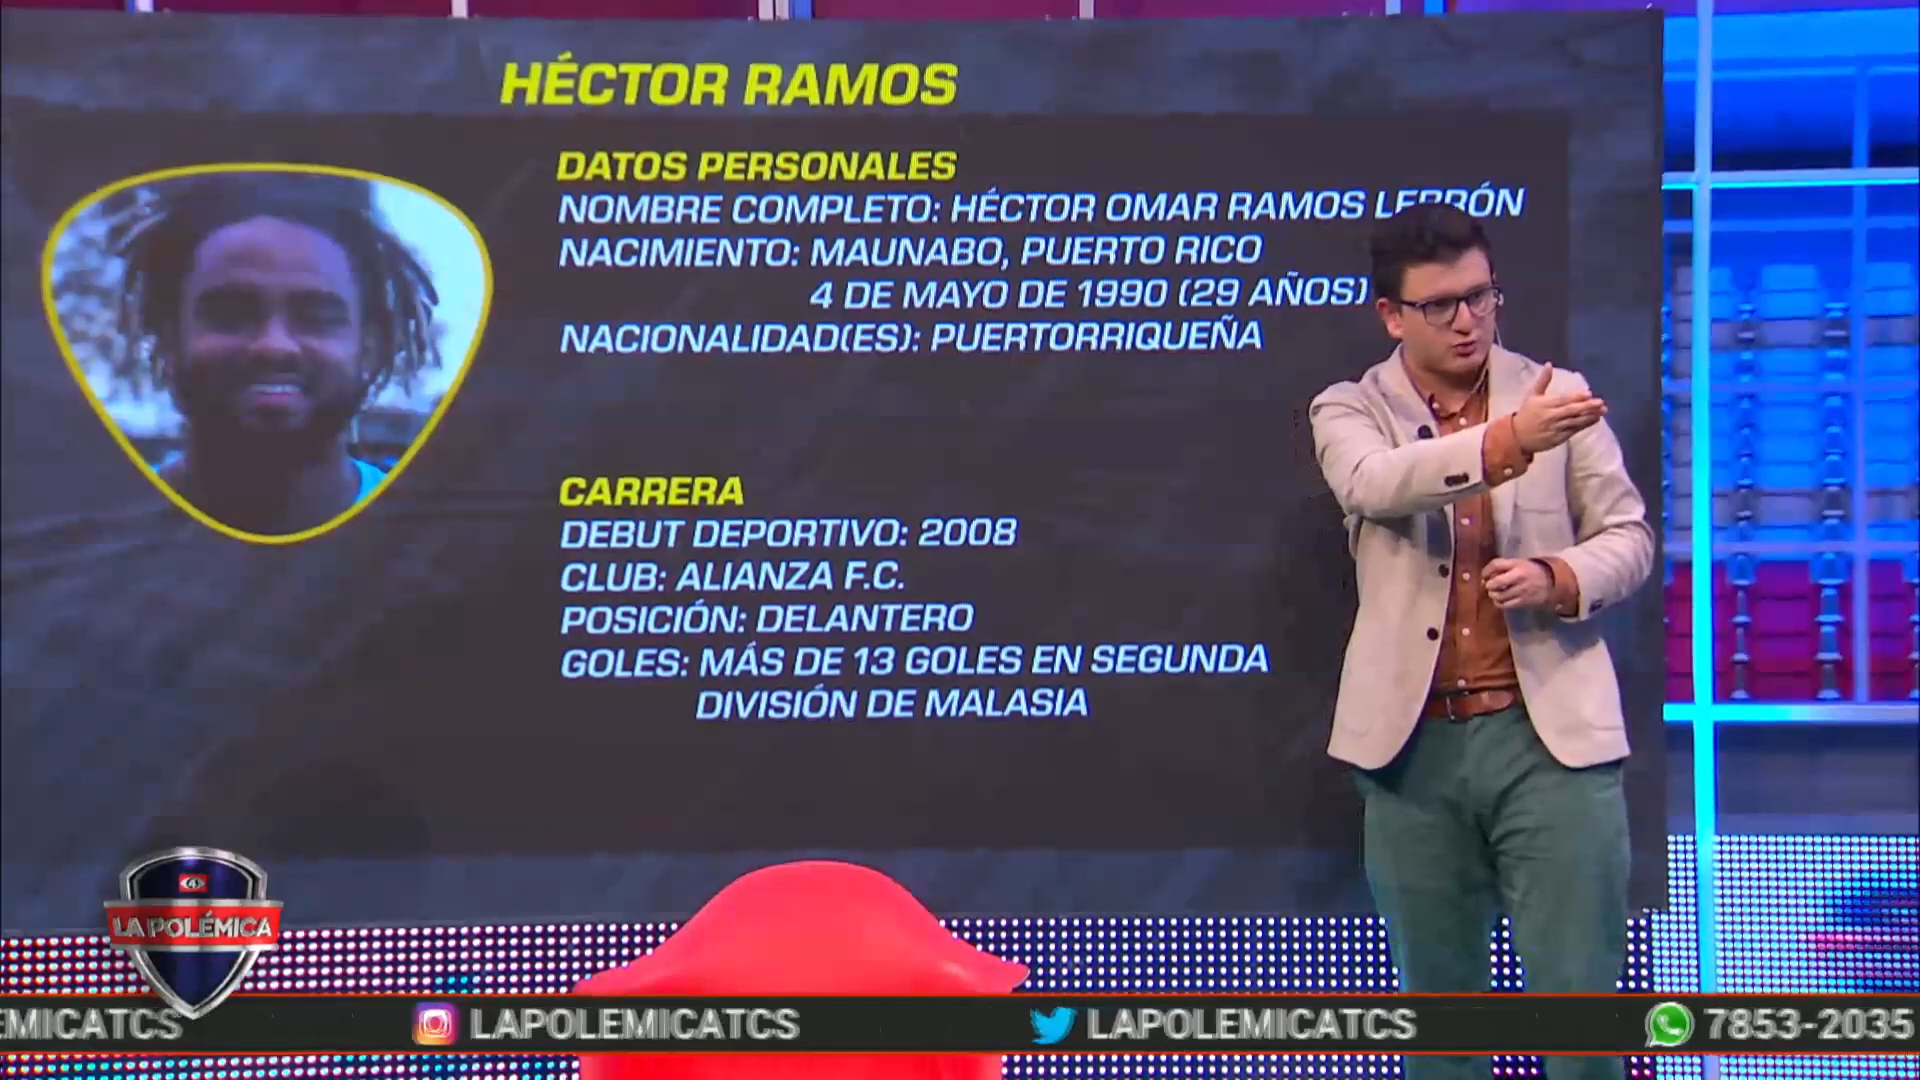 HÉCTOR RAMOS
DATOS PERSONALES
NOMBRE COMPLETO: HÉCTOR OMAR RAMOS LEBRÓN
NACIMIENTO: MAUNABO, PUERTO RICO
4 DE MAYO DE 1990 (29 AÑOS)
NACIONALIDAD(ES): PUERTORRIQUEÑA
CARRERA
DEBUT DEPORTIVO: 2008
CLUB: ALIANZA F.C.
POSICIÓN: DELANTERO
GOLES: MÁS DE 13 GOLES EN SEGUNDA
DIVISIÓN DE MALASIA
4
LA POLÉMICA
EMICATCS LAPOLEMICATCS LAPOLEMICATCS 7853-2035